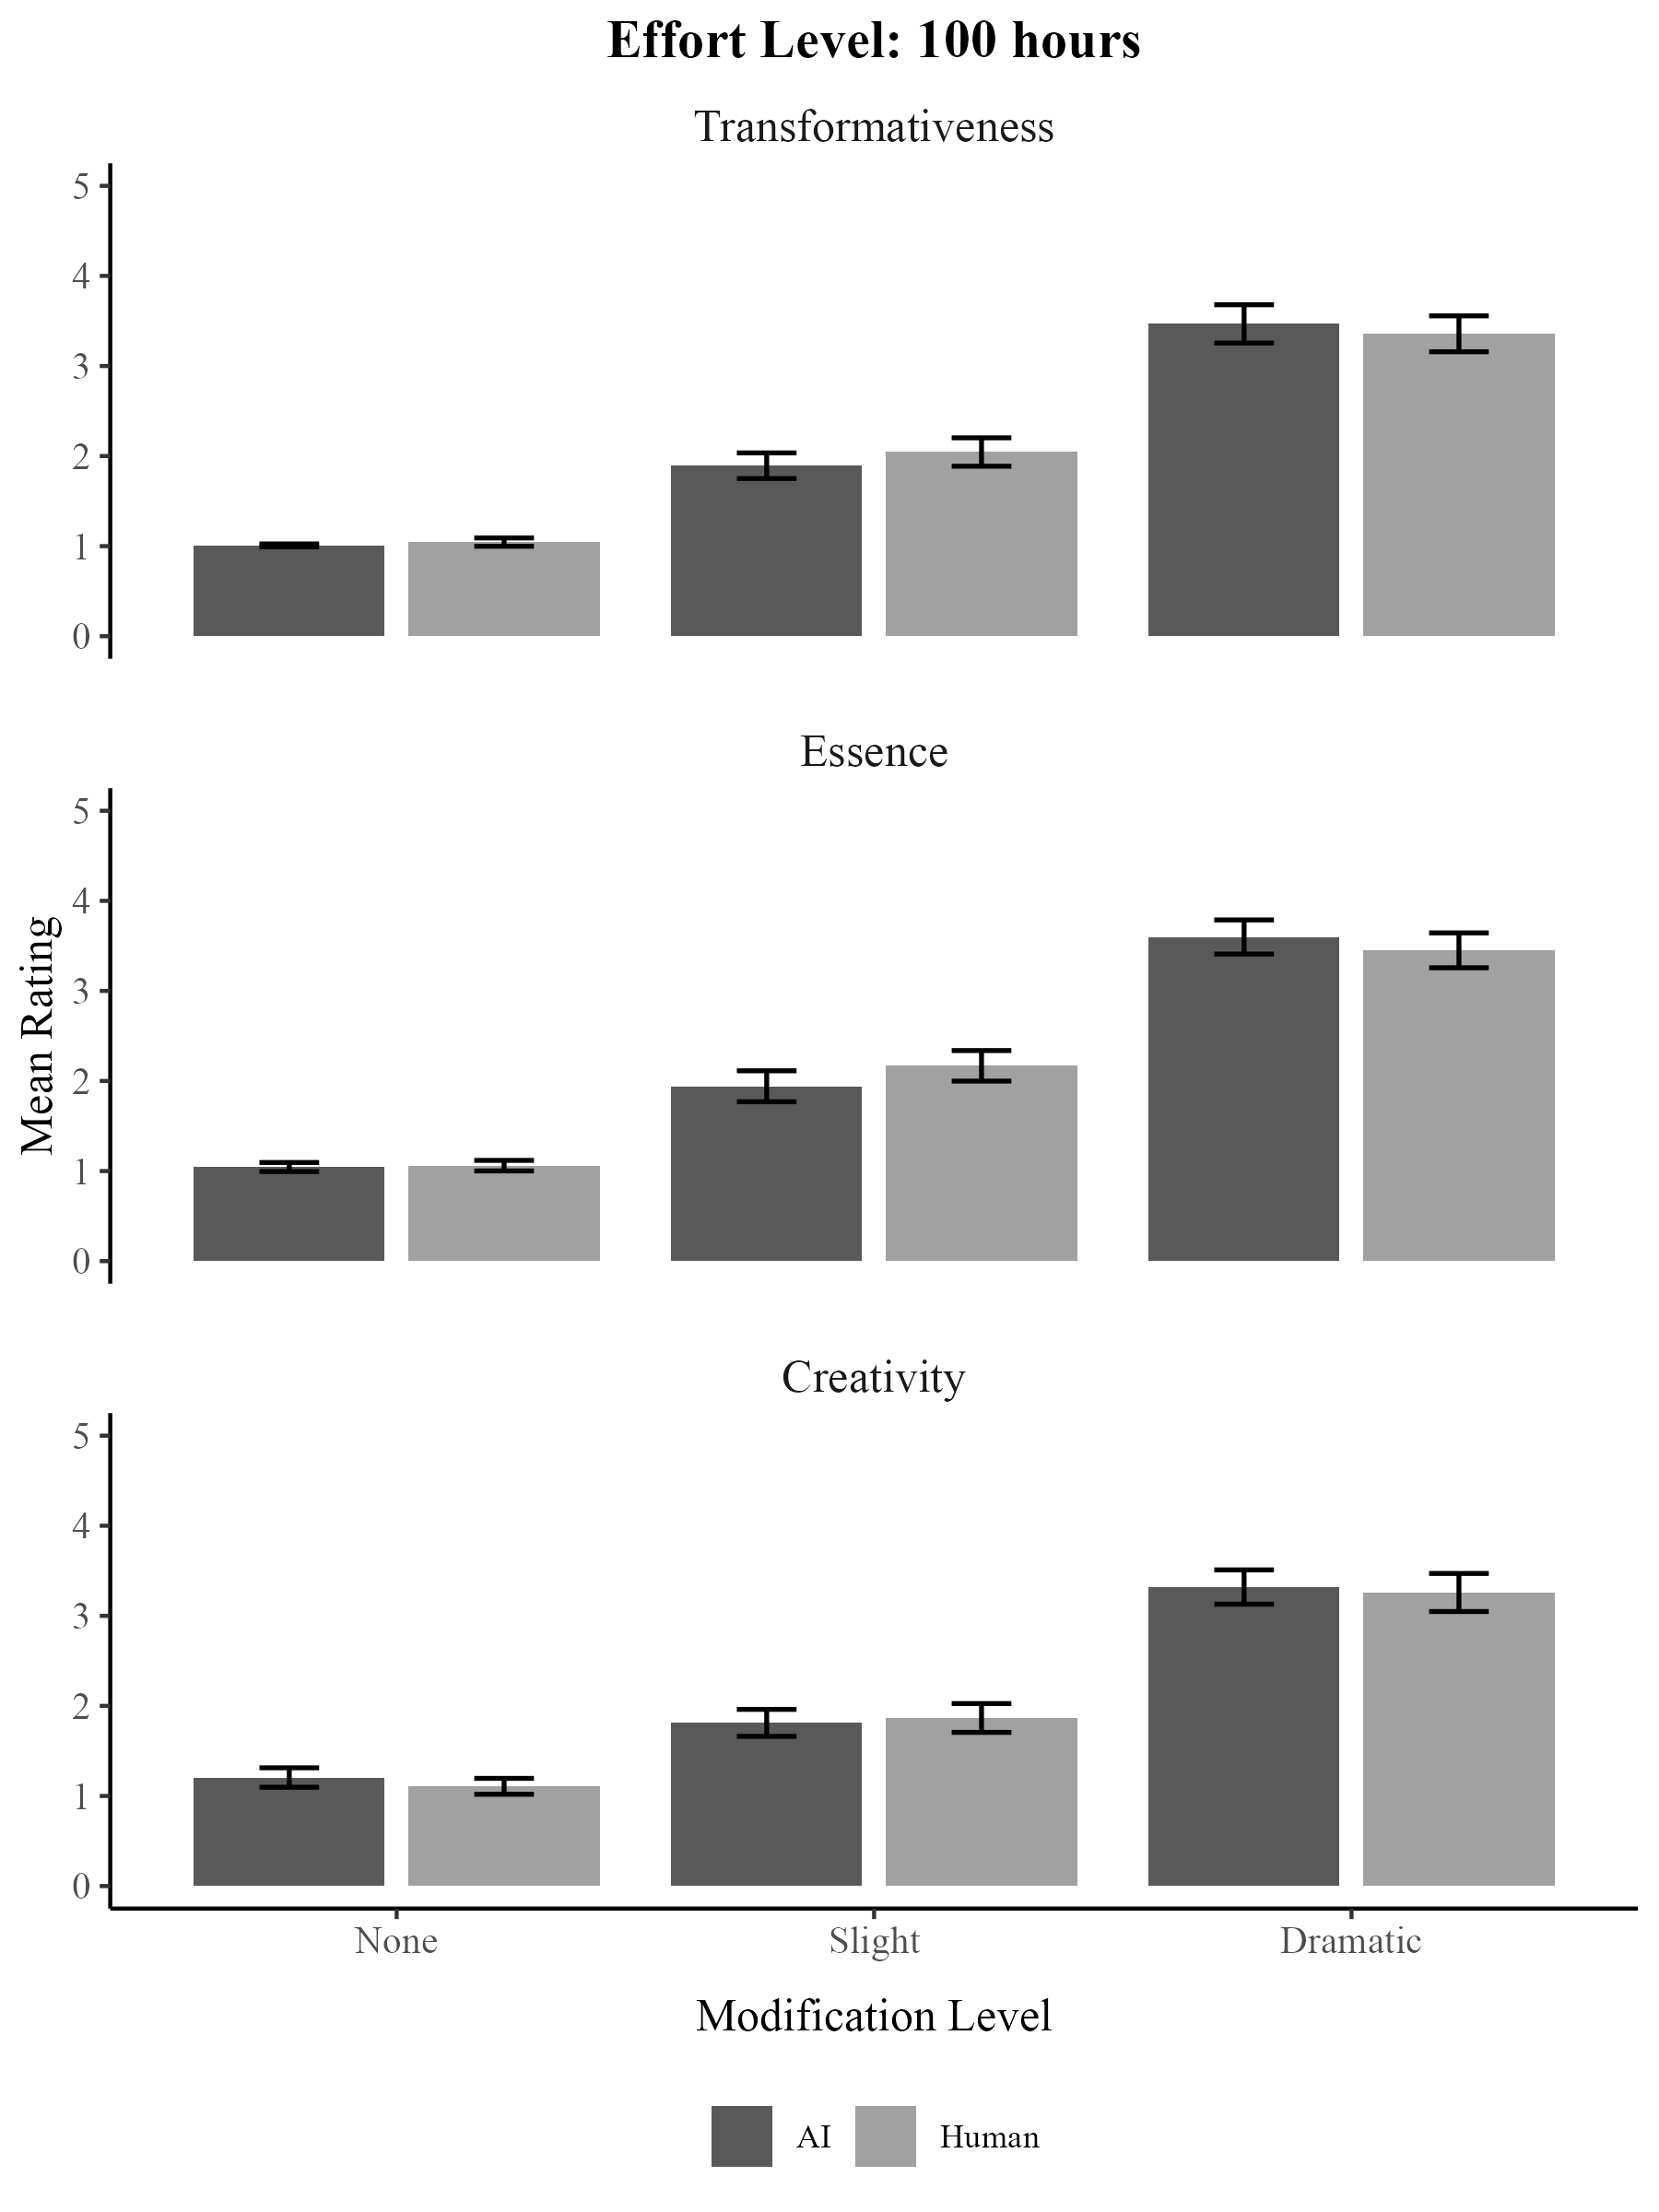 Effort Level: 100 hours
Transformativeness
5
4
3
2
1
0
Essence
5
4
3
2
1
0
Mean Rating
Creativity
5
4
3
2
1
0
None Slight Dramatic
Modification Level
AI Human